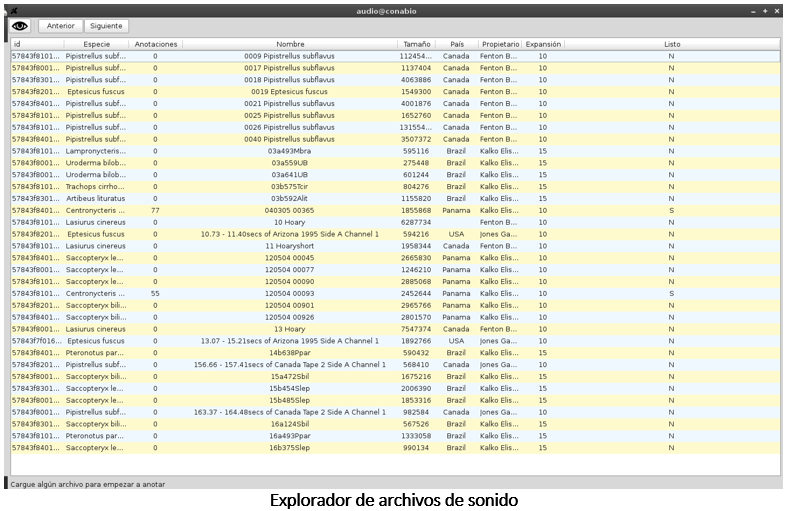 audio@conabio
Anterior Siguiente
id Especie Anotaciones Nombre Tamaño País Propietario Expansión Listo
57843f8101... Pipistrellus subf... 0 0009 Pipistrellus subflavus 112454... Canada Fenton B... 10 N
57843f8001... Pipistrellus subf... 0 0017 Pipistrellus subflavus 1137404 Canada Fenton B... 10 N
57843f8301... Pipistrellus subf... 0 0018 Pipistrellus subflavus 4063886 Canada Fenton B... 10 N
57843f8201... Eptesicus fuscus 0 0019 Eptesicus fuscus 1549300 Canada Fenton B... 10 N
57843f8401... Pipistrellus subf... 0 0021 Pipistrellus subflavus 4001876 Canada Fenton B... 10 N
57843f8101... Pipistrellus subf... 0 0025 Pipistrellus subflavus 1652760 Canada Fenton B... 10 N
57843f8101... Pipistrellus subf... 0 0026 Pipistrellus subflavus 131554... Canada Fenton B... 10 N
57843f8401... Pipistrellus subf... 0 0040 Pipistrellus subflavus 3507372 Canada Fenton B... 10 N
57843f8101... Lampronycteris... 0 03a493Mbra 595116 Brazil Kalko Elis... 15 N
57843f8001... Uroderma bilob... 0 03a559UB 275448 Brazil Kalko Elis... 15 N
57843f8001... Uroderma bilob... 0 03a641UB 601244 Brazil Kalko Elis... 15 N
57843f8101... Trachops cirrho... 0 03b575Tcir 804276 Brazil Kalko Elis... 15 N
57843f8301... Artibeus lituratus 0 03b592Alit 1155820 Brazil Kalko Elis... 15 N
57843f8401... Centronycteris ... 77 040305 00365 1855868 Panama Kalko Elis... 10 S
57843f8101... Lasiurus cinereus 0 10 Hoary 6287734 Fenton B... 10 N
57843f8201... Eptesicus fuscus 0 10.73 - 11.40secs of Arizona 1995 Side A Channel 1 594216 USA Jones Ga... 10 N
57843f8101... Lasiurus cinereus 0 11 Hoaryshort 1958344 Canada Fenton B... 10 N
57843f8401... Saccopteryx le... 0 120504 00045 2665830 Panama Kalko Elis... 10 N
57843f8001... Saccopteryx le... 0 120504 00077 1246210 Panama Kalko Elis... 10 N
57843f8101... Saccopteryx le... 0 120504 00090 2885068 Panama Kalko Elis... 10 N
57843f8101... Centronycteris ... 55 120504 00093 2452644 Panama Kalko Elis... 10 S
57843f8201... Saccopteryx bili... 0 120504 00901 2965766 Panama Kalko Elis... 10 N
57843f8401... Saccopteryx bili... 0 120504 00926 2801570 Panama Kalko Elis... 10 N
57843f8001... Lasiurus cinereus 0 13 Hoary 7547374 Canada Fenton B... 10 N
57843f7f016... Eptesicus fuscus 0 13.07 - 15.21secs of Arizona 1995 Side A Channel 1 1892766 USA Jones Ga... 10 N
57843f8401... Pteronotus par... 0 14b638Ppar 590432 Brazil Kalko Elis... 15 N
57843f8201... Pipistrellus subf... 0 156.66 - 157.41secs of Canada Tape 2 Side A Channel 1 568410 Canada Jones Ga... 10 N
57843f8001... Saccopteryx bili... 0 15a472Sbil 1675216 Brazil Kalko Elis... 15 N
57843f8301... Saccopteryx le... 0 15b454Slep 2006390 Brazil Kalko Elis... 15 N
57843f8001... Saccopteryx le... 0 15b485Slep 1853316 Brazil Kalko Elis... 15 N
57843f8001... Pipistrellus subf... 0 163.37 - 164.48secs of Canada Tape 2 Side A Channel 1 982584 Canada Jones Ga... 10 N
57843f8301... Saccopteryx bili... 0 16a124Sbil 567526 Brazil Kalko Elis... 15 N
57843f8101... Pteronotus par... 0 16a493Ppar 1333058 Brazil Kalko Elis... 15 N
57843f8401... Saccopteryx le... 0 16b375Slep 990134 Brazil Kalko Elis... 15 N
Cargue algún archivo para empezar a anotar
Explorador de archivos de sonido